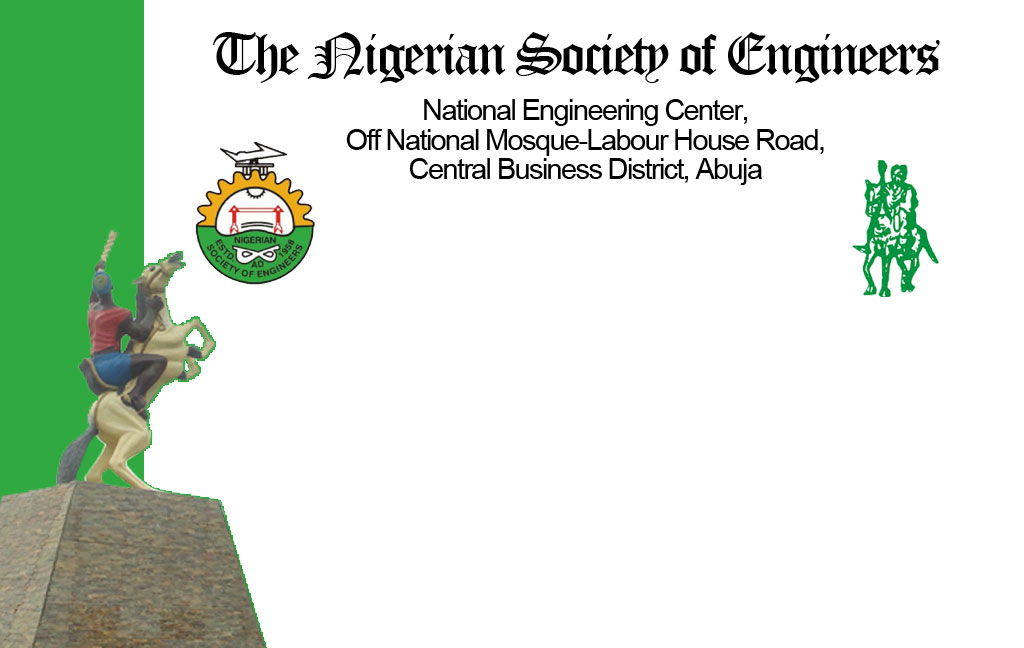 The Nigerian Society of Engineers
National Engineering Center,
Off National Mosque-Labour House Road,
Central Business District, Abuja
NIGERIAN
ESTD. AD 1958
SOCIETY OF ENGINEERS